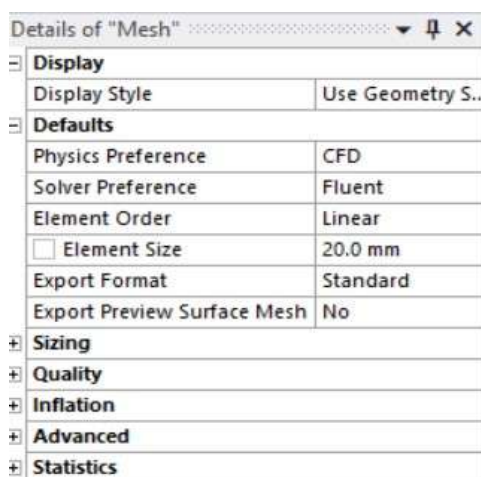 Details of "Mesh"
Display
Display Style Use Geometry S..
Defaults
Physics Preference CFD
Solver Preference Fluent
Element Order Linear
Element Size 20.0 mm
Export Format Standard
Export Preview Surface Mesh No
Sizing
Quality
Inflation
Advanced
Statistics